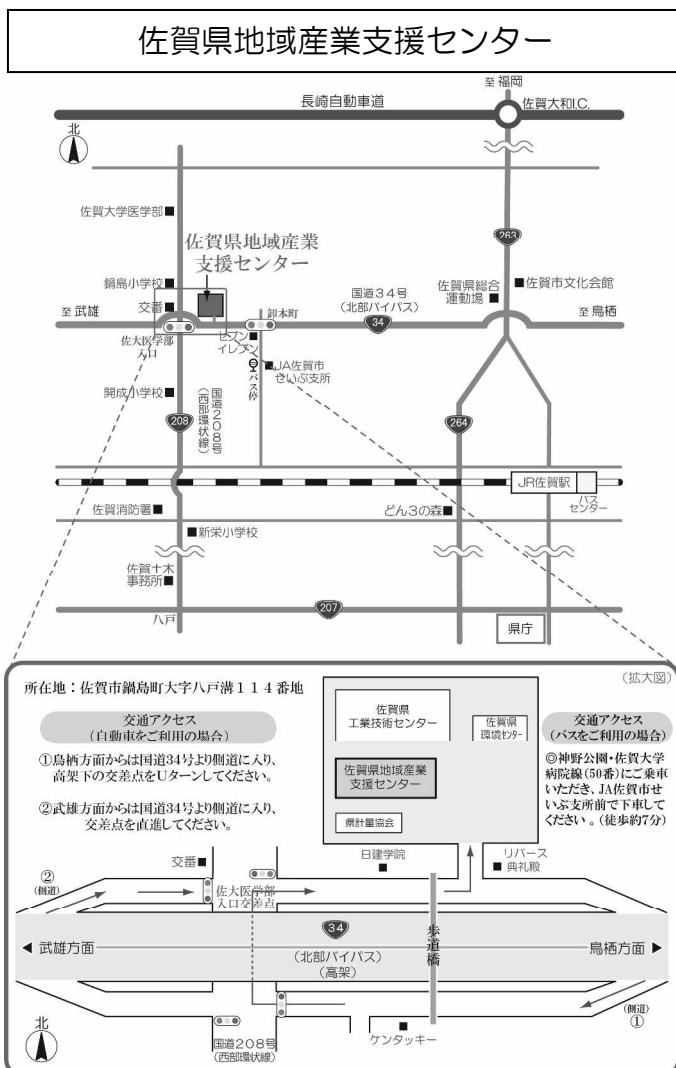 佐賀県地域産業支援センター
至 福岡
長崎自動車道
佐賀大和I.C.
北
佐賀大学医学部
263
佐賀県地域産業
支援センター
鍋島小学校
交番
国道34号
(北部バイパス)
佐賀県総合
運動場
佐賀市文化会館
至 武雄
卸本町
34
至 鳥栖
佐大医学部
入口
セブン
イレブン
バス停
JA佐賀市
せいぶ支所
開成小学校
国道208号
(西部環状線)
208
264
JR佐賀駅
バス
センター
佐賀消防署
どん3の森
新栄小学校
佐賀土木
事務所
八戸
207
県庁
(拡大図)
所在地：佐賀市鍋島町大字八戸溝１１４番地
交通アクセス
(自動車をご利用の場合)
①鳥栖方面からは国道34号より側道に入り、
高架下の交差点をUターンしてください。
②武雄方面からは国道34号より側道に入り、
交差点を直進してください。
佐賀県
工業技術センター
佐賀県
環境センター
佐賀県地域産業
支援センター
県計量協会
交通アクセス
(バスをご利用の場合)
◎神野公園・佐賀大学
病院線(50番)にご乗車
いただき、JA佐賀市せ
いぶ支所前で下車して
ください。(徒歩約7分)
交番
日建学院
リバース
典礼殿
②
(側道)
佐大医学部
入口交差点
34
(北部バイパス)
(高架)
歩道橋
◀ 武雄方面
鳥栖方面 ▶
(側道)
①
北
国道208号
(西部環状線)
ケンタッキー